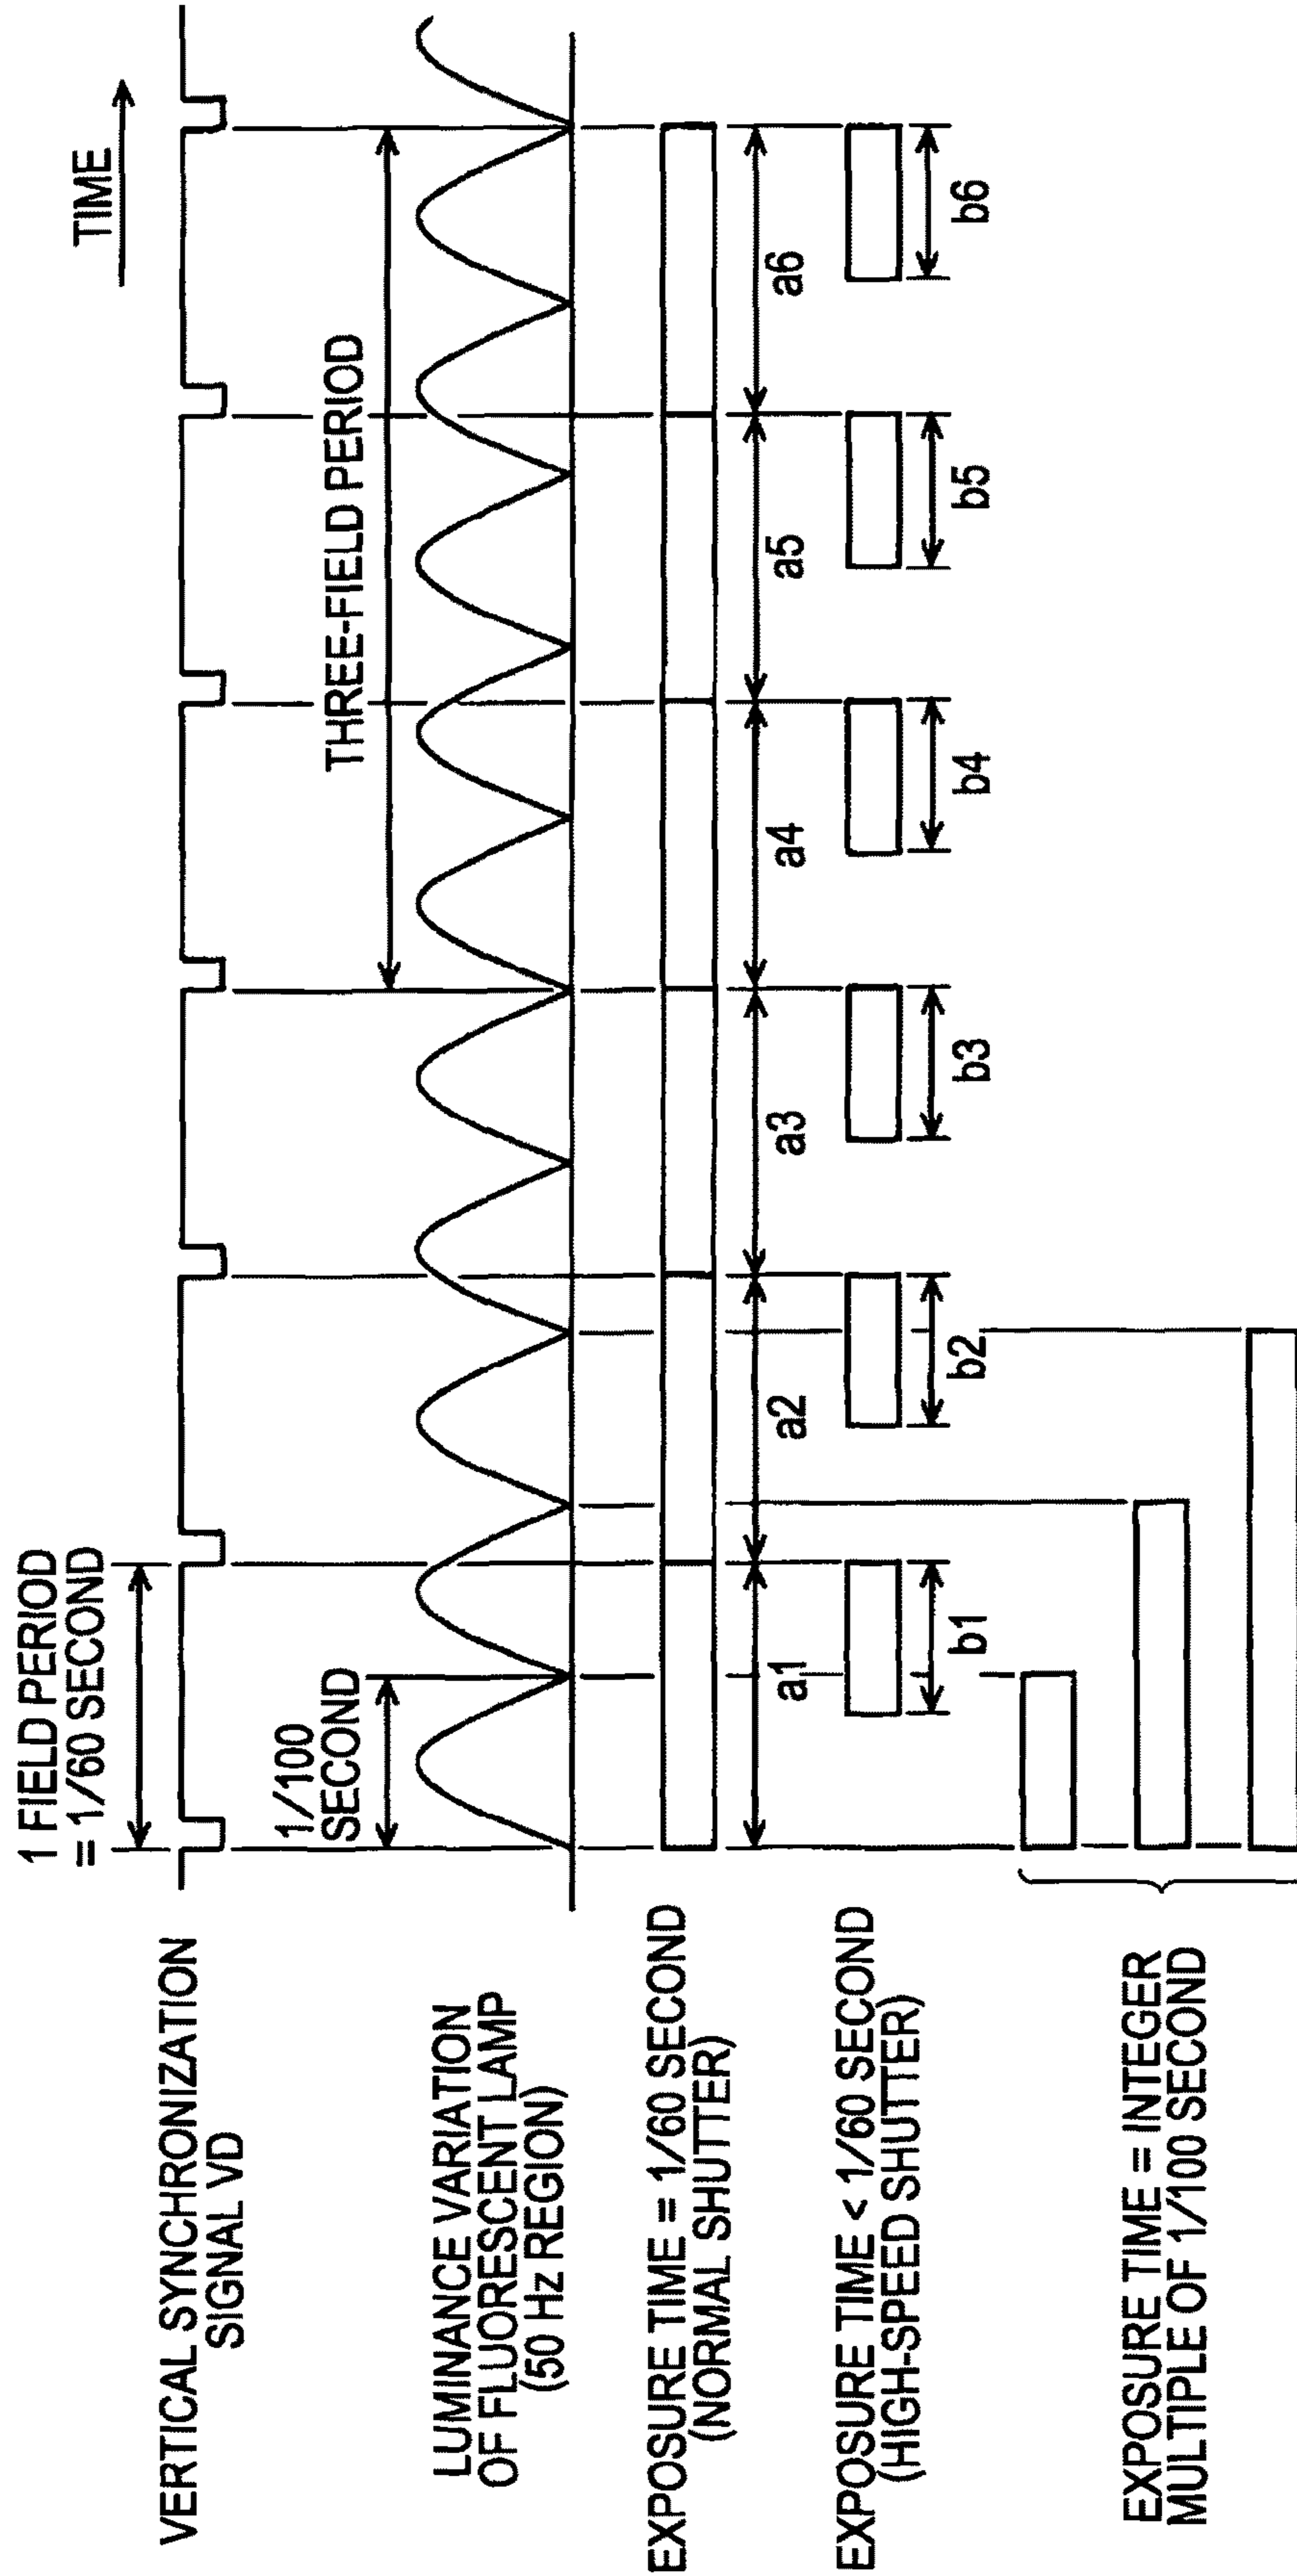 1 FIELD PERIOD
= 1/60 SECOND
TIME
VERTICAL SYNCHRONIZATION
SIGNAL VD
1/100
SECOND
THREE-FIELD PERIOD
LUMINANCE VARIATION
OF FLUORESCENT LAMP
(50 Hz REGION)
EXPOSURE TIME = 1/60 SECOND
(NORMAL SHUTTER)
a1
a2
a3
a4
a5
a6
EXPOSURE TIME < 1/60 SECOND
(HIGH-SPEED SHUTTER)
b1
b2
b3
b4
b5
b6
EXPOSURE TIME = INTEGER
MULTIPLE OF 1/100 SECOND